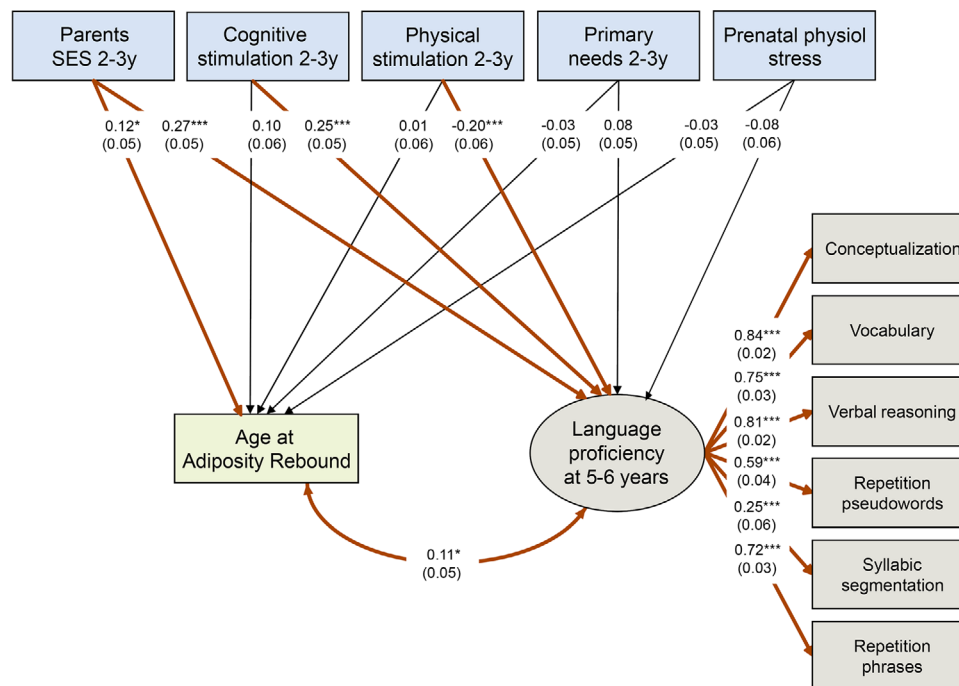 Parents
SES 2-3y
Cognitive
stimulation 2-3y
Physical
stimulation 2-3y
Primary
needs 2-3y
Prenatal physiol
stress
0.12* 0.27*** 0.10 0.25*** 0.01 -0.20*** -0.03 0.08 -0.03 -0.08
(0.05) (0.05) (0.06) (0.05) (0.06) (0.06) (0.05) (0.05) (0.05) (0.06)
Conceptualization
Vocabulary
Verbal reasoning
Repetition
pseudowords
Syllabic
segmentation
Repetition
phrases
0.84***
(0.02)
0.75***
(0.03)
0.81***
(0.02)
0.59***
(0.04)
0.25***
(0.06)
0.72***
(0.03)
Age at
Adiposity Rebound
Language
proficiency
at 5-6 years
0.11*
(0.05)